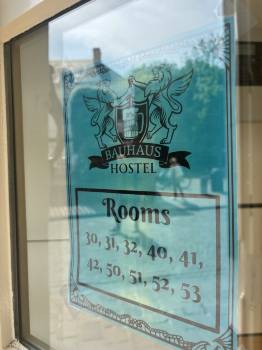 BAUHAUS
HOSTEL
Rooms
30, 31, 32, 40, 41,
42, 50, 51, 52, 53